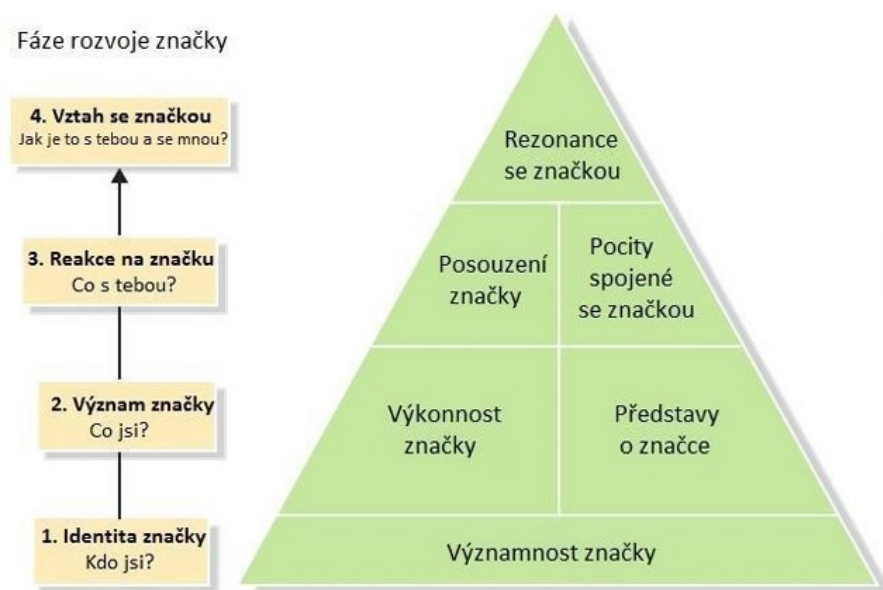 Fáze rozvoje značky
4. Vztah se značkou
Jak je to s tebou a se mnou?
3. Reakce na značku
Co s tebou?
2. Význam značky
Co jsi?
1. Identita značky
Kdo jsi?
Rezonance
se značkou
Posouzení
značky
Pocity
spojené
se značkou
Výkonnost
značky
Představy
o značce
Významnost značky